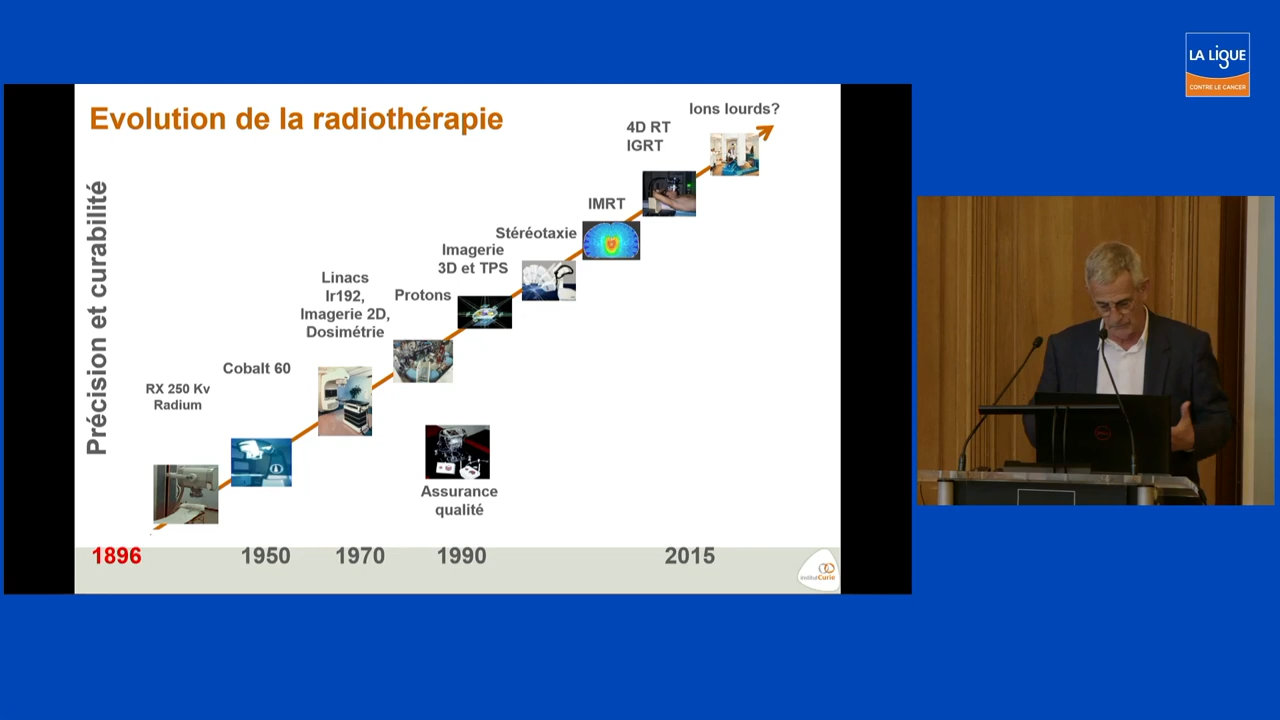 LA LIGUE
CONTRE LE CANCER
Evolution de la radiothérapie
Ions lourds?
4D RT
IGRT
IMRT
Stéréotaxie
Imagerie
3D et TPS
Protons
Linacs
Ir192,
Imagerie 2D,
Dosimétrie
Cobalt 60
RX 250 Kv
Radium
Précision et curabilité
Assurance
qualité
1896
1950
1970
1990
2015
institutCurie
DELL